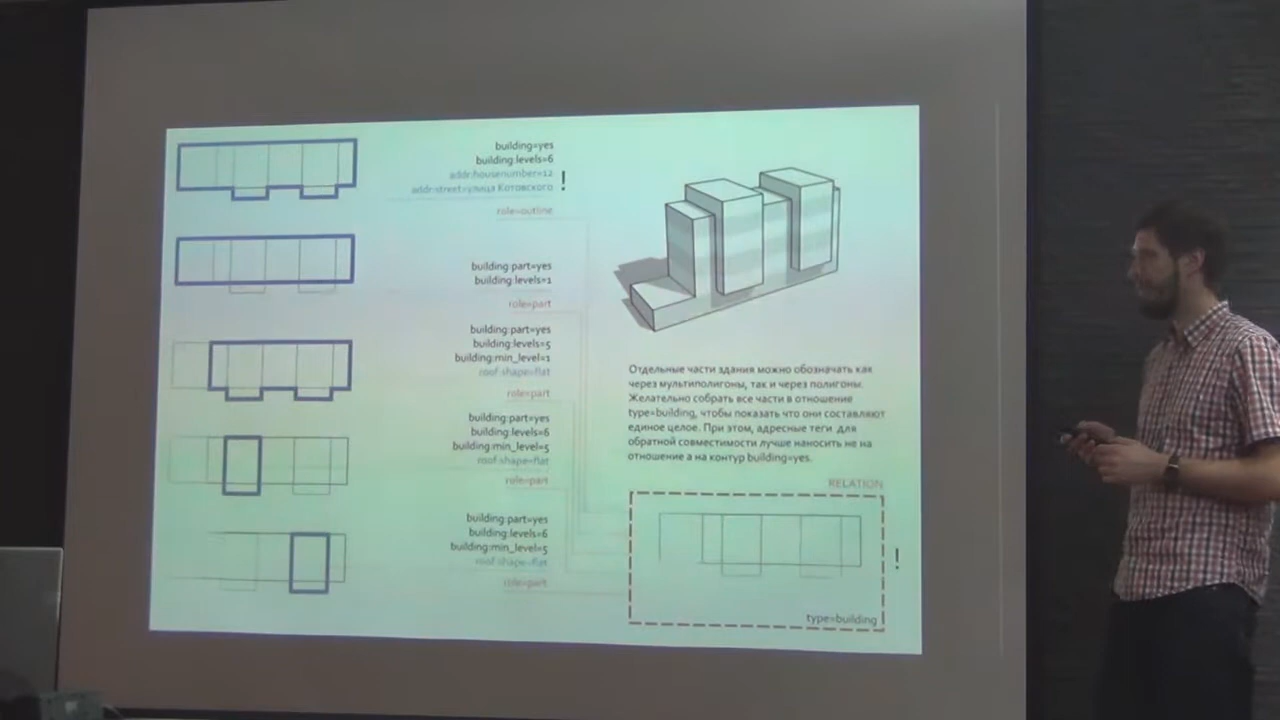 building=yes
building:levels=6
addr:housenumber=12
addr:street=улица Котовского
!
role=outline
building:part=yes
building:levels=1
role=part
building:part=yes
building:levels=5
building:min_level=1
roof:shape=flat
role=part
building:part=yes
building:levels=6
building:min_level=5
roof:shape=flat
role=part
building:part=yes
building:levels=6
building:min_level=5
roof:shape=flat
role=part
Отдельные части здания можно обозначать как
через мультиполигоны, так и через полигоны.
Желательно собрать все части в отношение
type=building, чтобы показать что они составляют
единое целое. При этом, адресные теги для
обратной совместимости лучше наносить не на
отношение а на контур building=yes.
RELATION
!
type=building